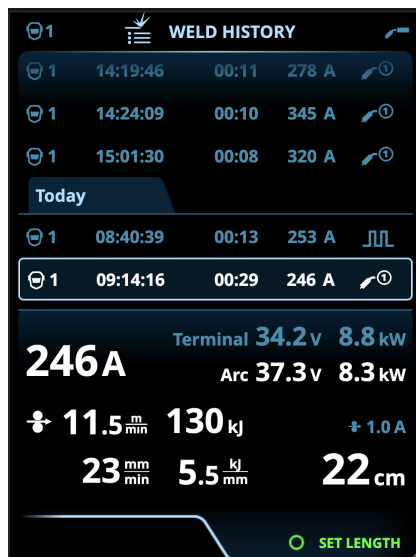 1 WELD HISTORY
1 14:19:46 00:11 278 A 1
1 14:24:09 00:10 345 A 1
1 15:01:30 00:08 320 A 1
Today
1 08:40:39 00:13 253 A
1 09:14:16 00:29 246 A 1
Terminal 34.2 V 8.8 kW
246 A
Arc 37.3 V 8.3 kW
11.5 m/min 130 kJ 1.0 A
23 mm/min 5.5 kJ/mm 22 cm
SET LENGTH